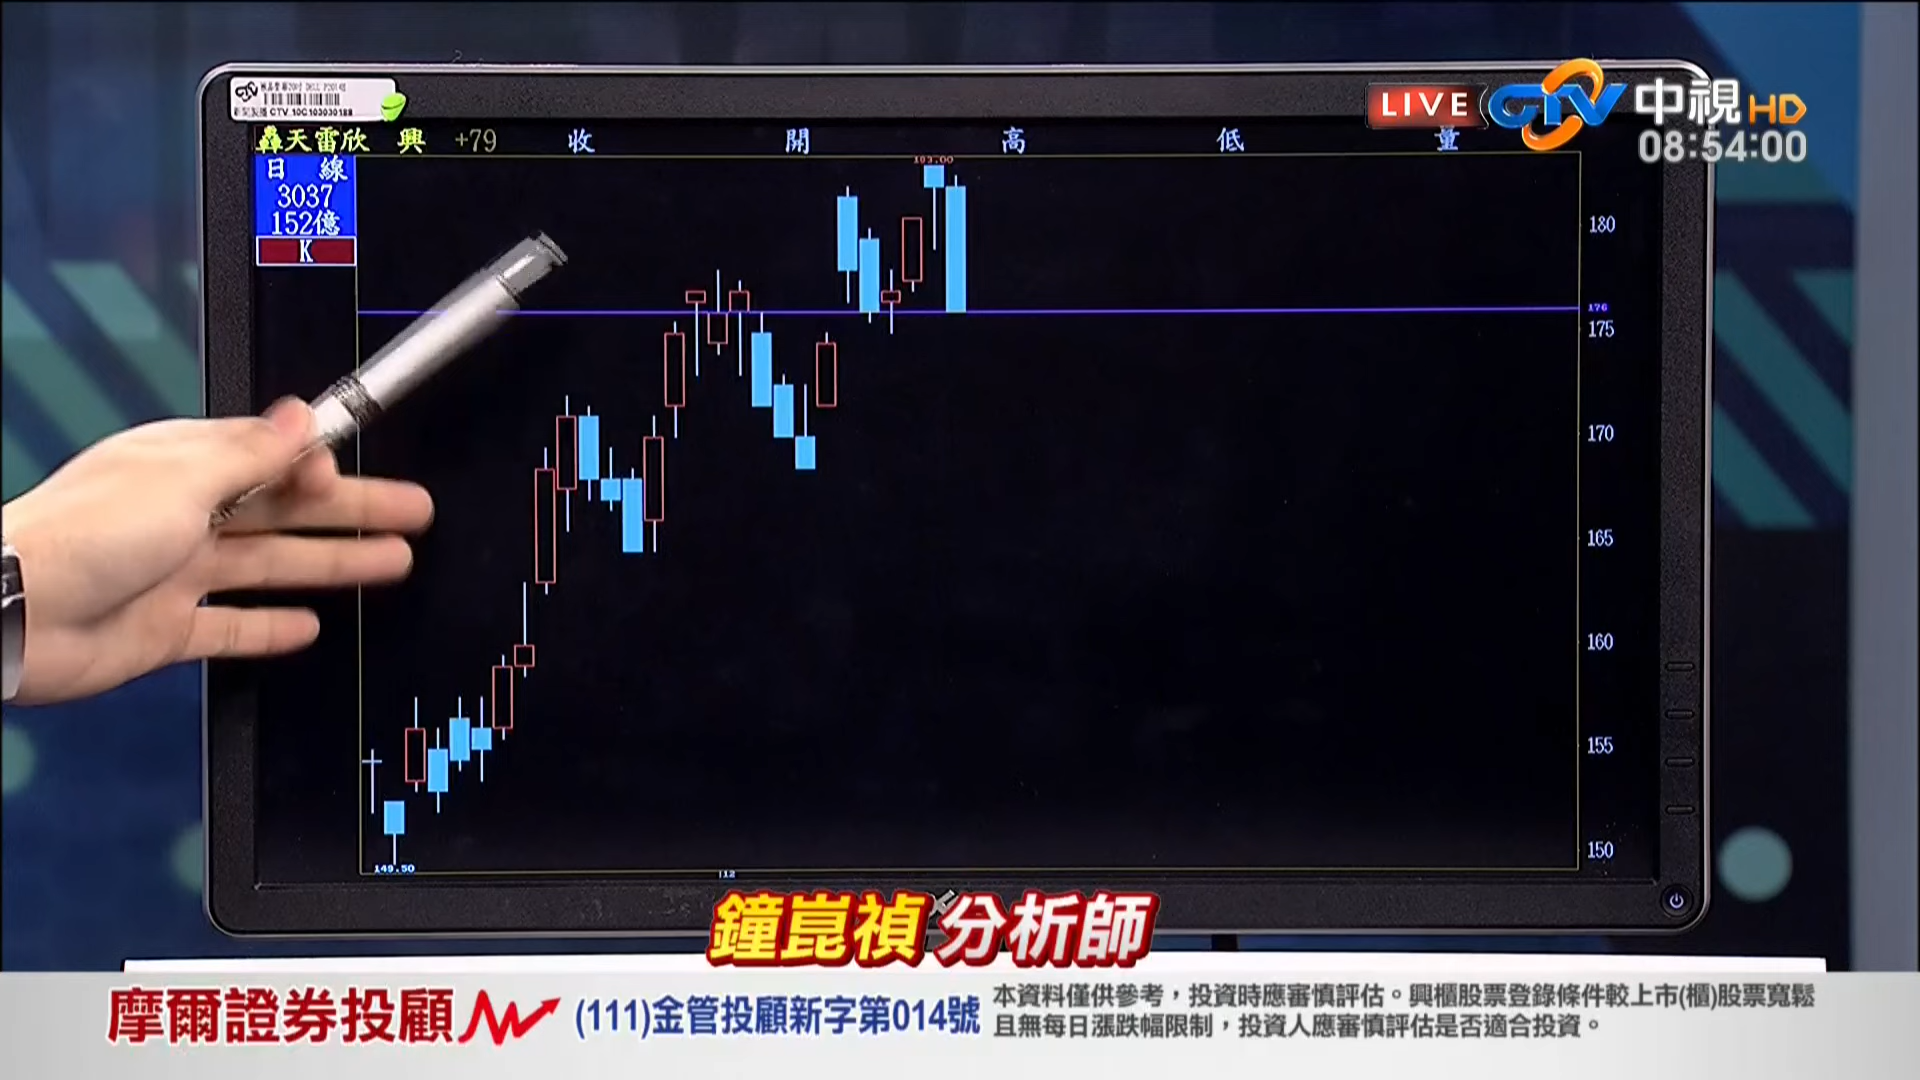 CTV 10C103030188
LIVE CTV 中視HD
08:54:00
轟天雷欣 興 +79 收 開 高 低 量
日 線
3037
152億
K
183.00
180
176
175
170
165
160
155
150
149.50
12
鐘崑禎 分析師
摩爾證券投顧 (111)金管投顧新字第014號
本資料僅供參考，投資時應審慎評估。興櫃股票登錄條件較上市(櫃)股票寬鬆
且無每日漲跌幅限制，投資人應審慎評估是否適合投資。